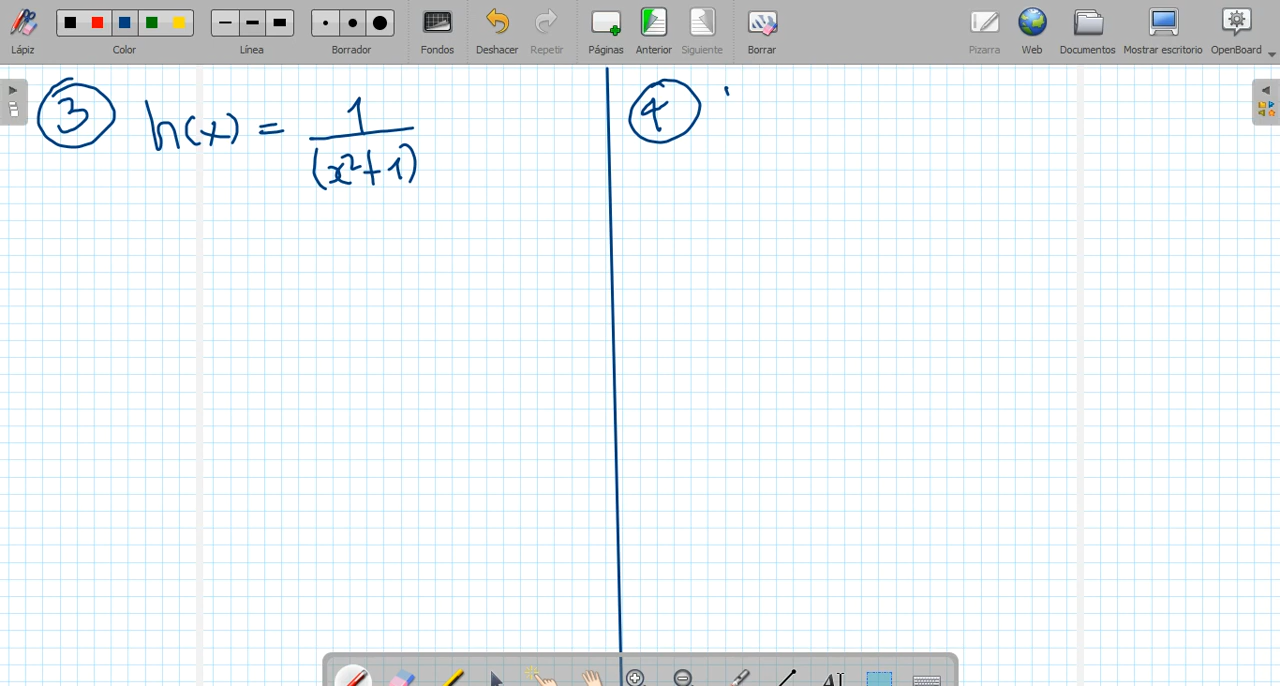 Lápiz Color Línea Borrador Fondos Deshacer Repetir Páginas Anterior Siguiente Borrar Pizarra Web Documentos Mostrar escritorio OpenBoard
3 h(x) = 1 / (x²+1)
4